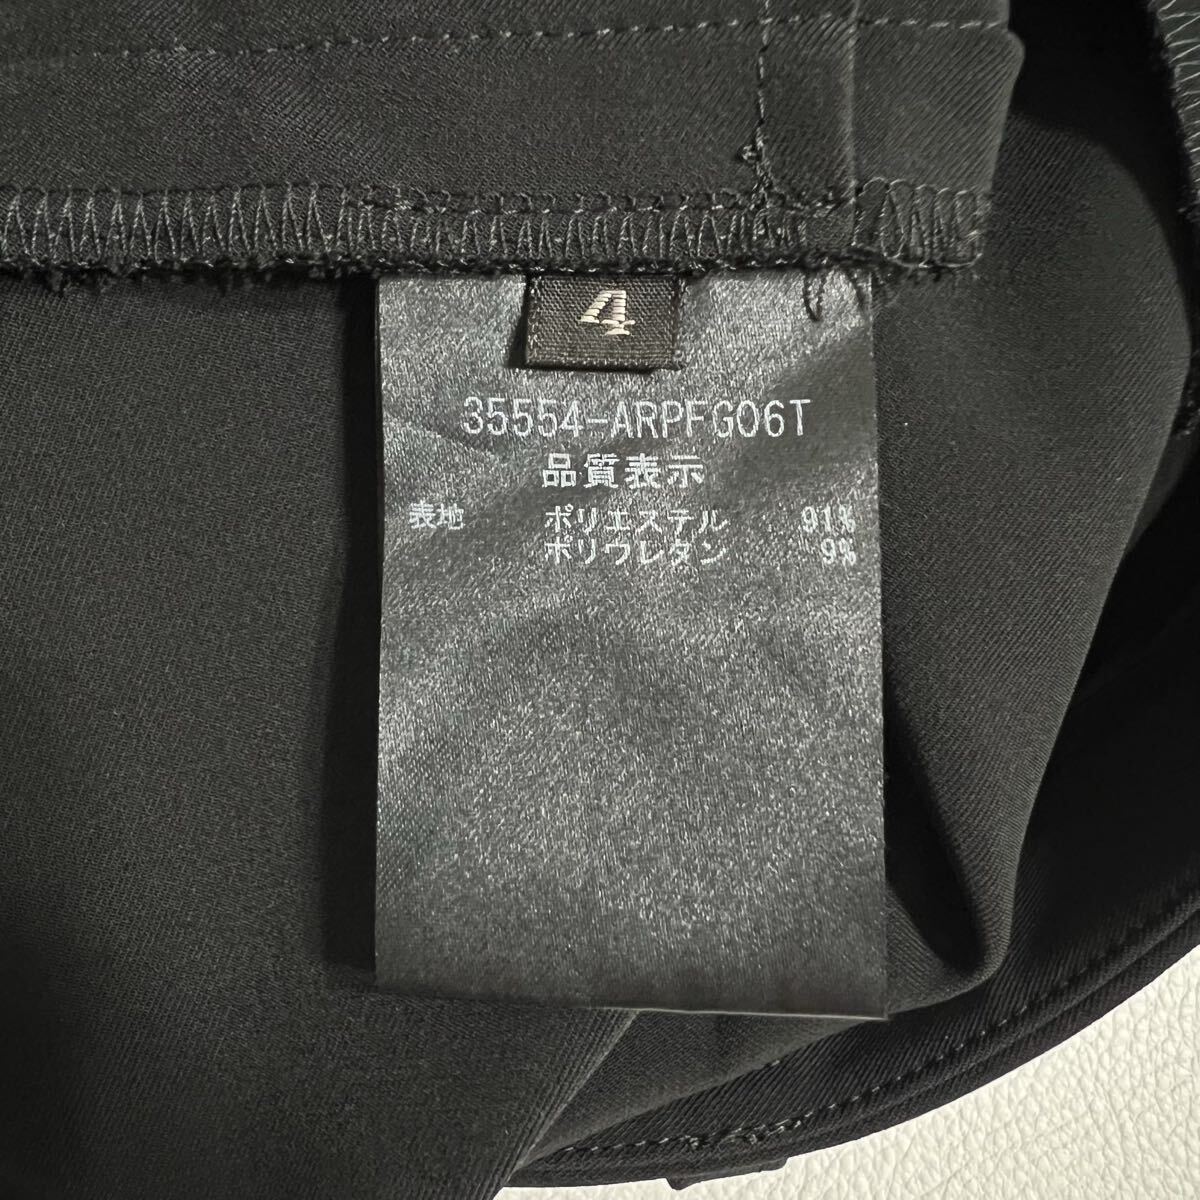 4
35554-ARPFG06T
品質表示
表地 ポリエステル 91%
ポリウレタン 9%